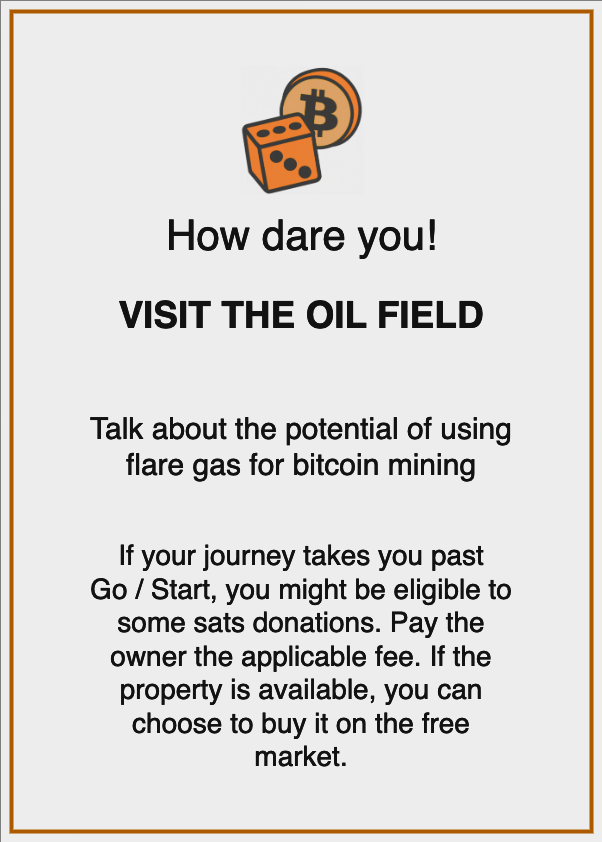 How dare you!
VISIT THE OIL FIELD
Talk about the potential of using
flare gas for bitcoin mining
If your journey takes you past
Go / Start, you might be eligible to
some sats donations. Pay the
owner the applicable fee. If the
property is available, you can
choose to buy it on the free
market.